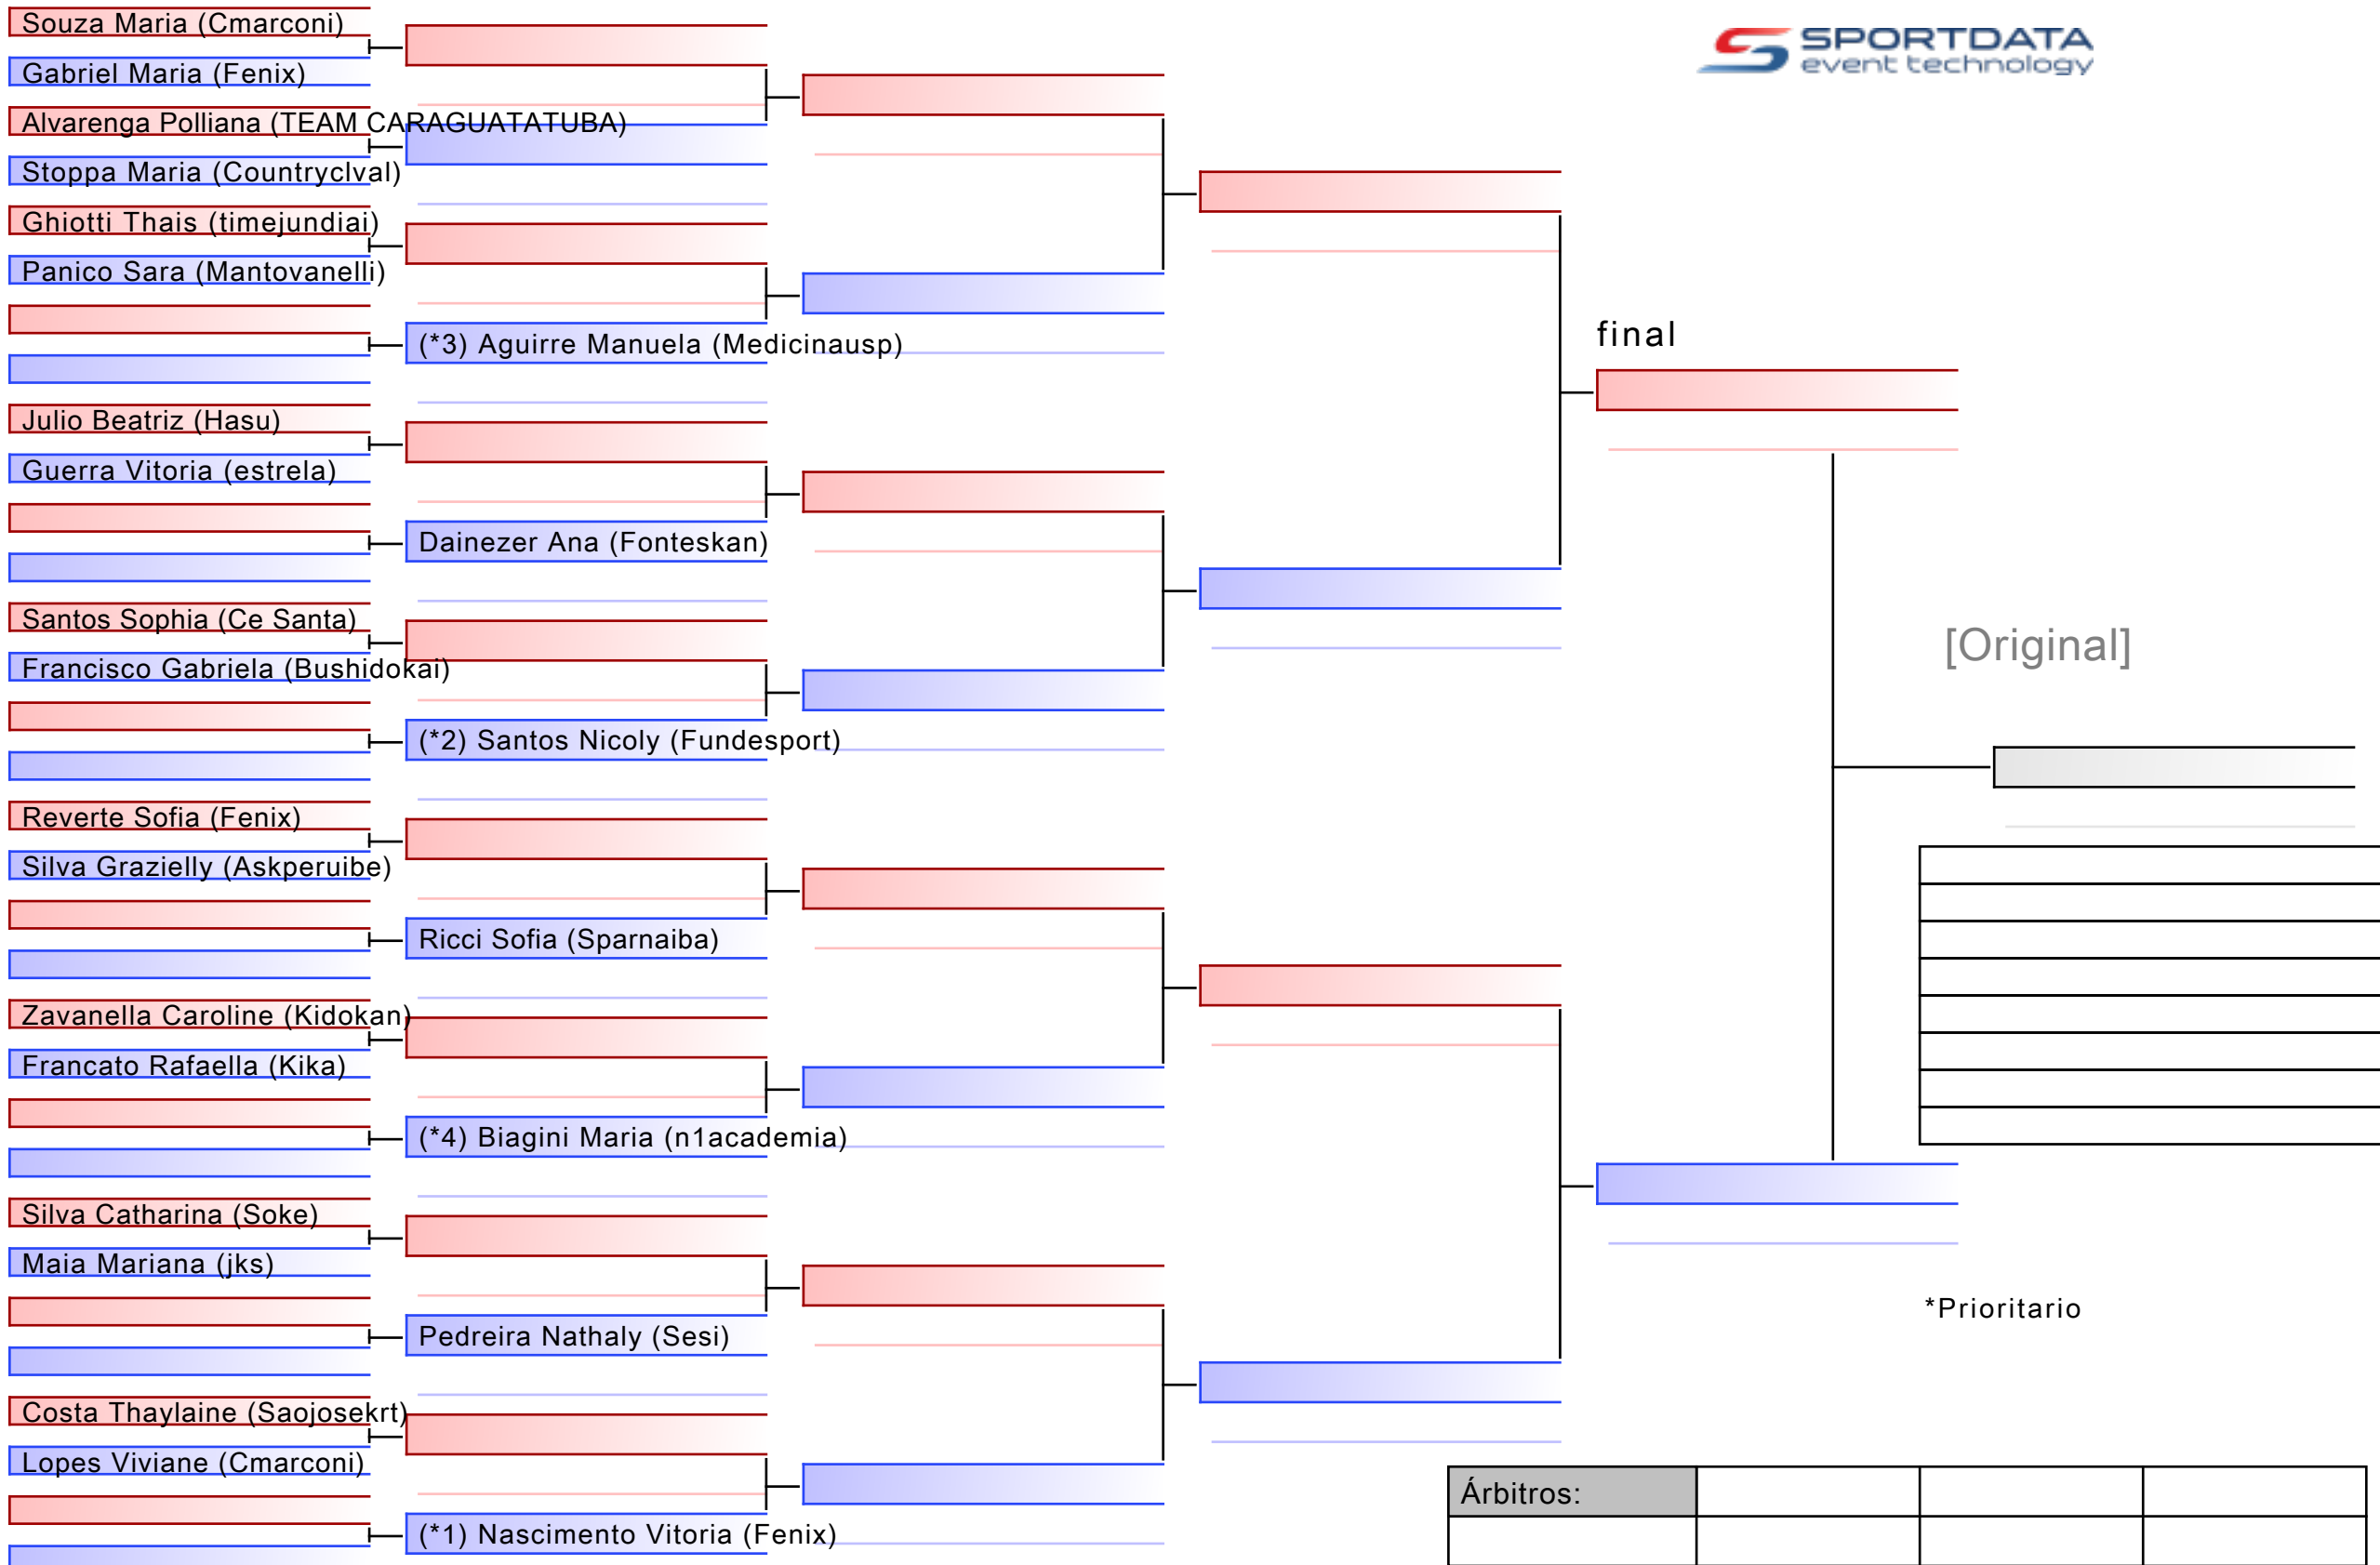 Souza Maria (Cmarconi)
Gabriel Maria (Fenix)
Alvarenga Polliana (TEAM CARAGUATATUBA)
Stoppa Maria (Countryclval)
Ghiotti Thais (timejundiai)
Panico Sara (Mantovanelli)
(*3) Aguirre Manuela (Medicinausp)
Julio Beatriz (Hasu)
Guerra Vitoria (estrela)
Dainezer Ana (Fonteskan)
Santos Sophia (Ce Santa)
Francisco Gabriela (Bushidokai)
(*2) Santos Nicoly (Fundesport)
Reverte Sofia (Fenix)
Silva Grazielly (Askperuibe)
Ricci Sofia (Sparnaiba)
Zavanella Caroline (Kidokan)
Francato Rafaella (Kika)
(*4) Biagini Maria (n1academia)
Silva Catharina (Soke)
Maia Mariana (jks)
Pedreira Nathaly (Sesi)
Costa Thaylaine (Saojosekrt)
Lopes Viviane (Cmarconi)
(*1) Nascimento Vitoria (Fenix)
SPORTDATA
event technology
final
[Original]
*Prioritario
Árbitros: